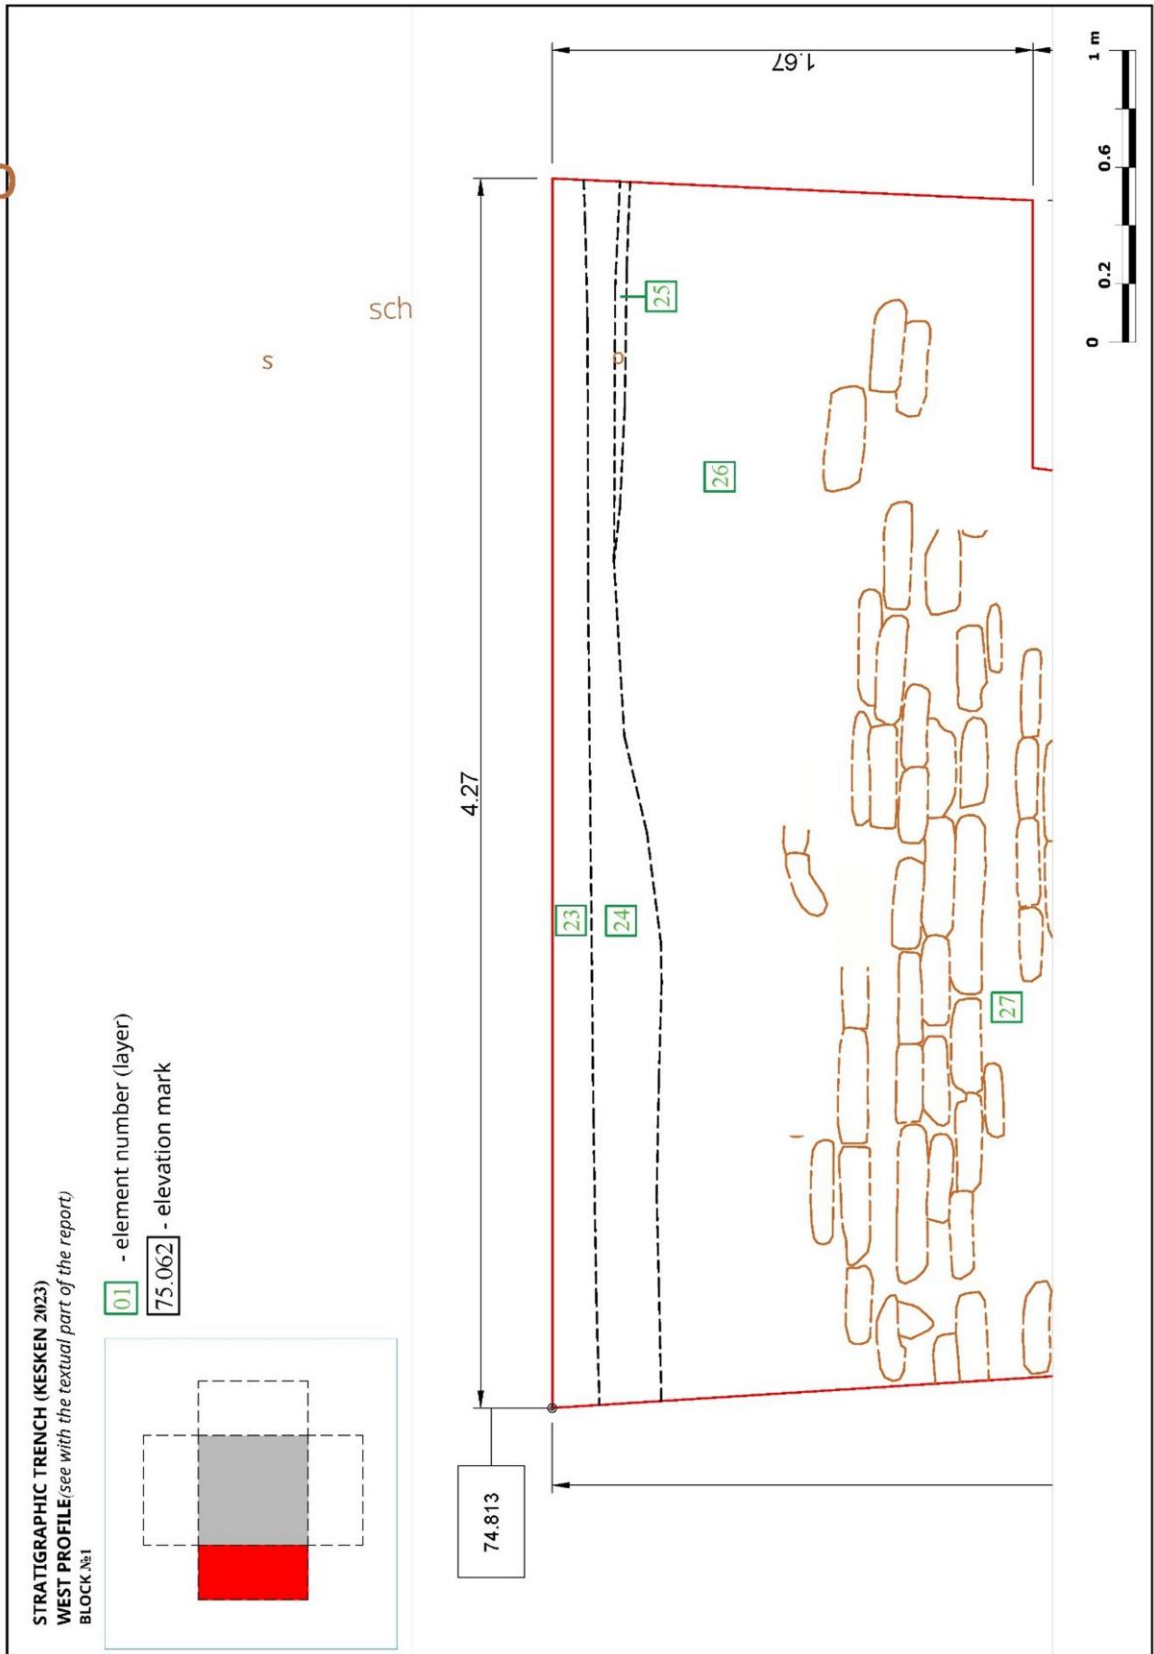 STRATIGRAPHIC TRENCH (KESKEN 2023)
WEST PROFILE(see with the textual part of the report)
BLOCK №1
01 - element number (layer)
75.062 - elevation mark
s
sch
4.27
74.813
23
24
25
p
26
27
1.67
0 0.2 0.6 1 m